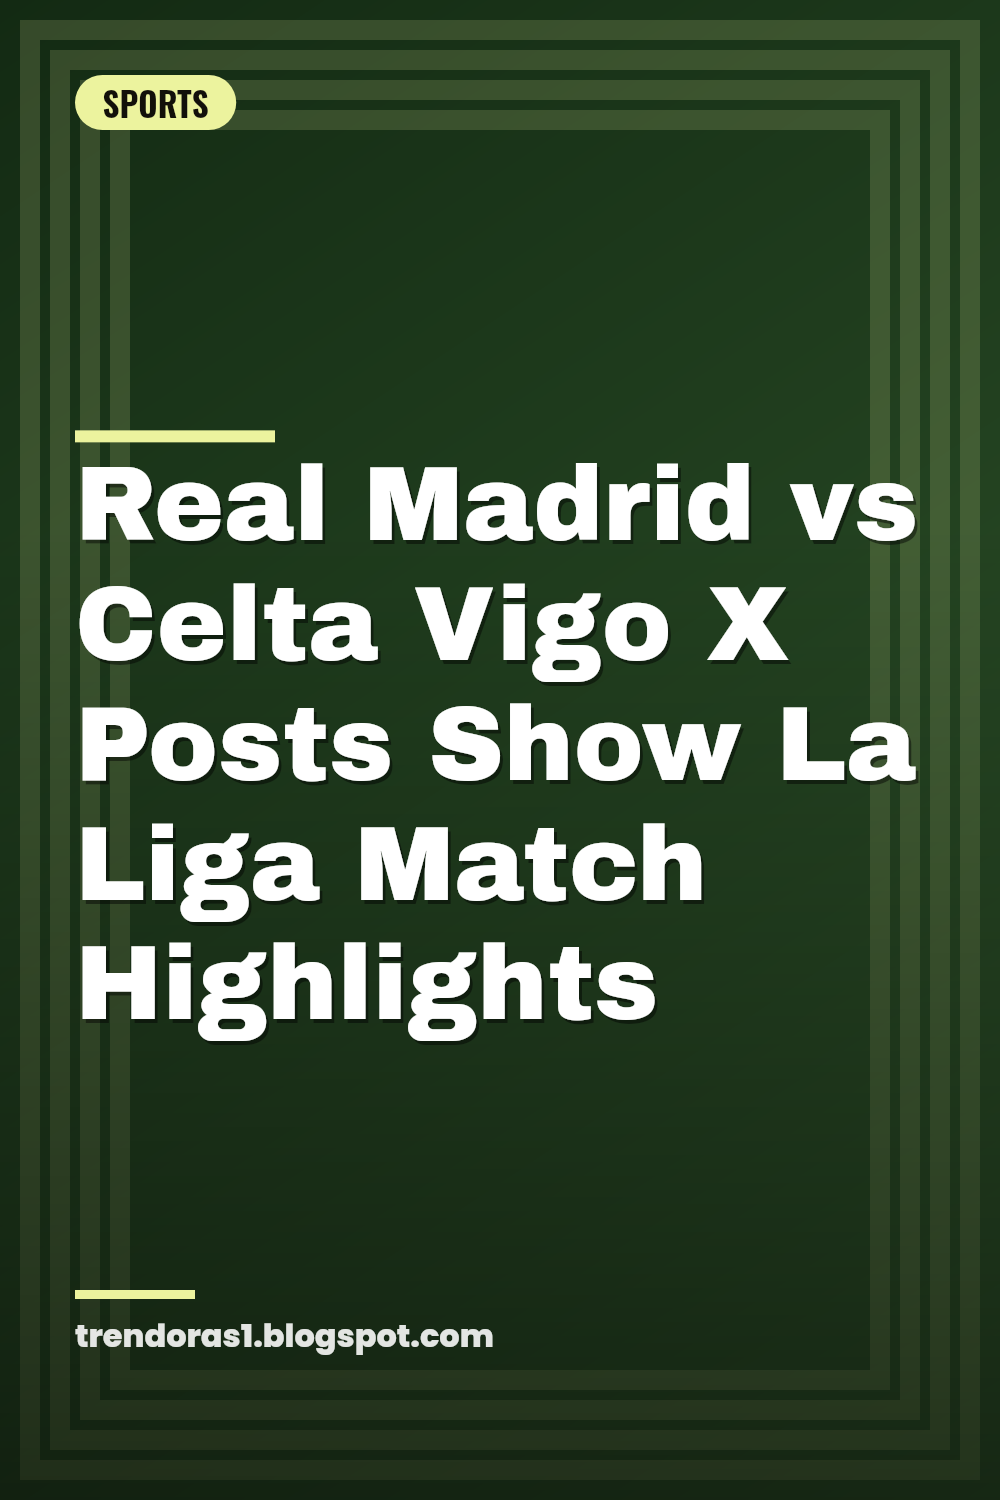 SPORTS
Real Madrid vs
Celta Vigo X
Posts Show La
Liga Match
Highlights
trendoras1.blogspot.com